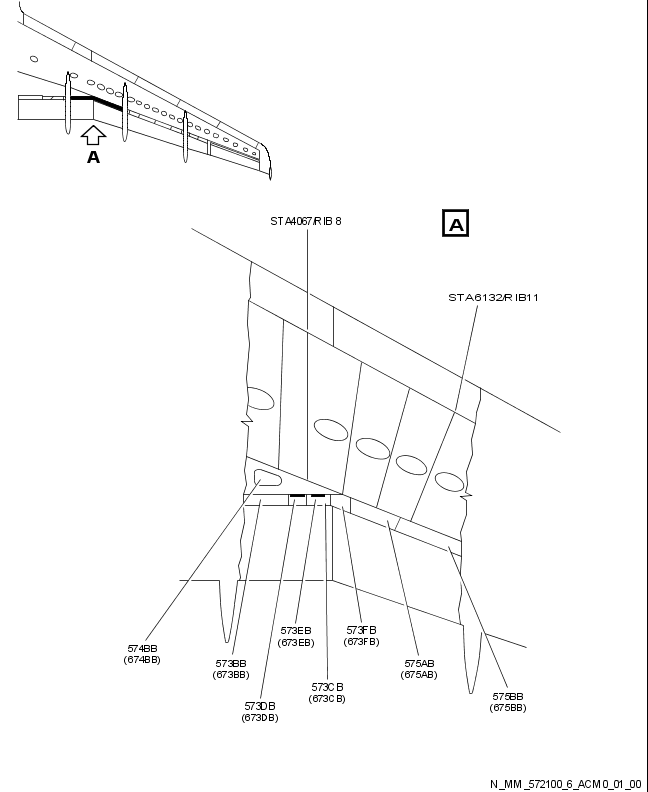 A
STA4067/RIB 8
A
STA6132/RIB11
573EB
(673EB)
573FB
(673FB)
574BB
(674BB)
573BB
(673BB)
575AB
(675AB)
573CB
(673CB)
575BB
(675BB)
573DB
(673DB)
N_MM_572100_6_ACM0_01_00